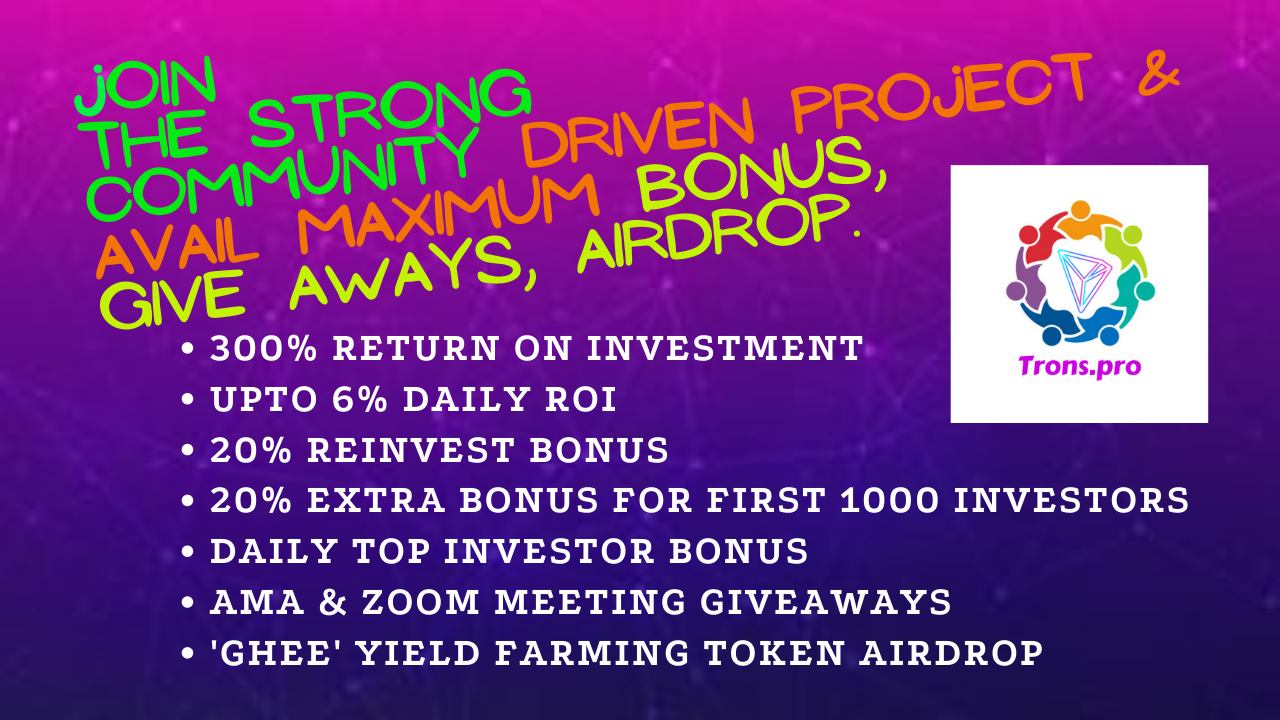 JOIN
THE STRONG
COMMUNITY DRIVEN PROJECT &
AVAIL MAXIMUM BONUS,
GIVE AWAYS, AIRDROP.
Trons.pro
• 300% RETURN ON INVESTMENT
• UPTO 6% DAILY ROI
• 20% REINVEST BONUS
• 20% EXTRA BONUS FOR FIRST 1000 INVESTORS
• DAILY TOP INVESTOR BONUS
• AMA & ZOOM MEETING GIVEAWAYS
• 'GHEE' YIELD FARMING TOKEN AIRDROP